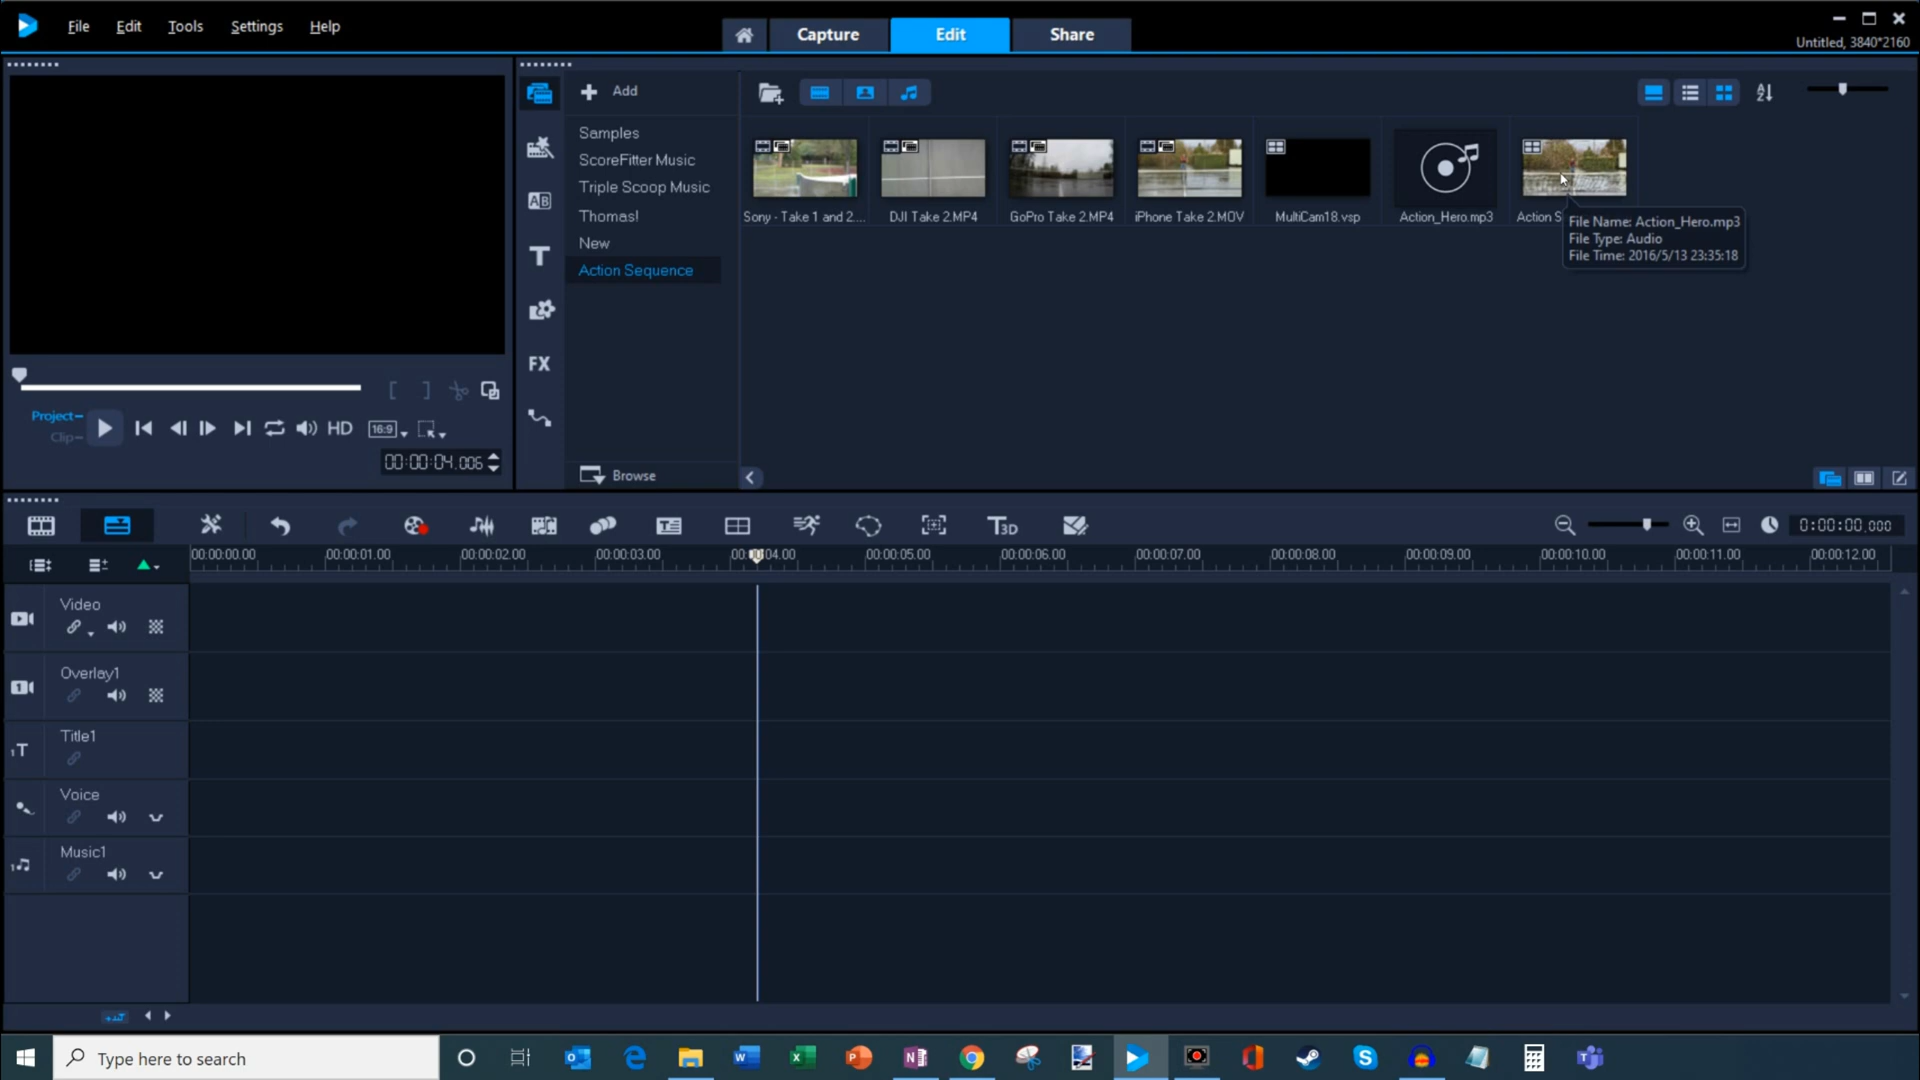 File Edit Tools Settings Help
Capture Edit Share
Untitled, 3840*2160
Add
Samples
ScoreFitter Music
Triple Scoop Music
Thomas!
New
Action Sequence
Browse
Sony - Take 1 and 2... DJI Take 2.MP4 GoPro Take 2.MP4 iPhone Take 2.MOV MultiCam18.vsp Action_Hero.mp3 Action S
File Name: Action_Hero.mp3
File Type: Audio
File Time: 2016/5/13 23:35:18
AB
T
FX
Project
Clip
HD 16:9
00:00:04.006
T3D
0:00:00.000
00:00:00.00 00:00:01.00 00:00:02.00 00:00:03.00 00:00:04.00 00:00:05.00 00:00:06.00 00:00:07.00 00:00:08.00 00:00:09.00 00:00:10.00 00:00:11.00 00:00:12.00
Video
Overlay1
Title1
Voice
Music1
Type here to search